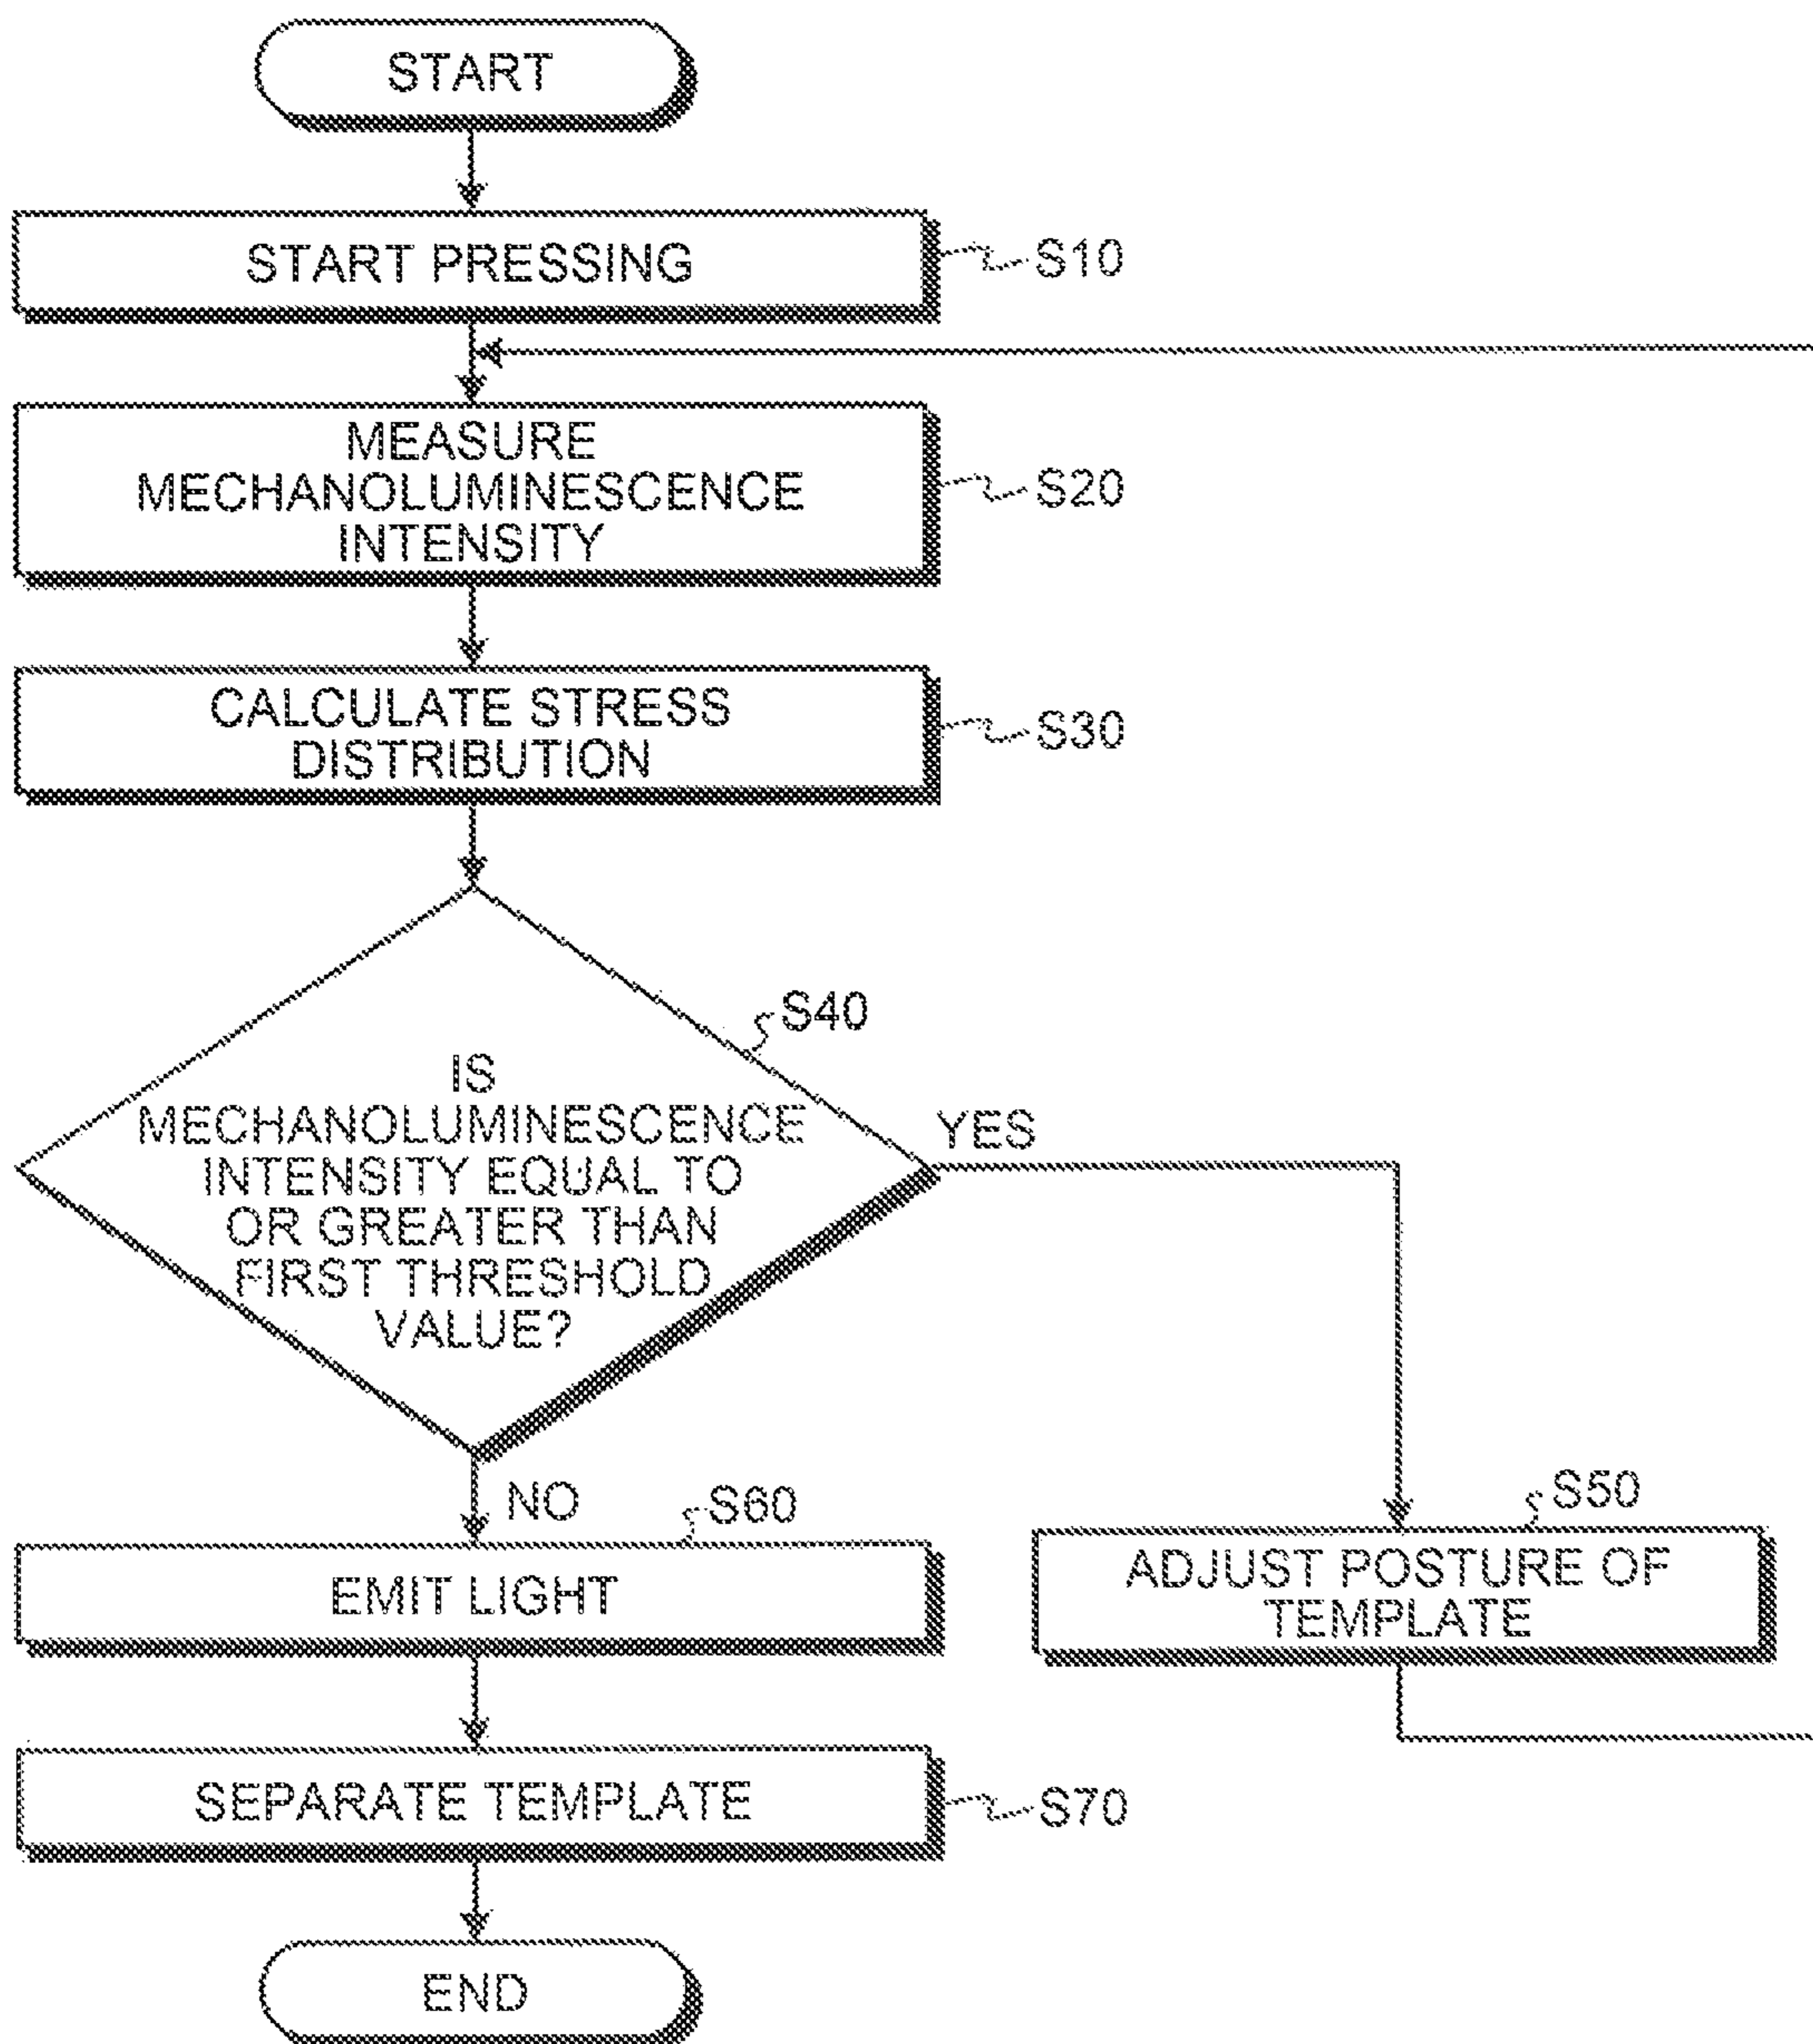 START
START PRESSING
S10
MEASURE
MECHANOLUMINESCENCE
INTENSITY
S20
CALCULATE STRESS
DISTRIBUTION
S30
S40
IS
MECHANOLUMINESCENCE
INTENSITY EQUAL TO
OR GREATER THAN
FIRST THRESHOLD
VALUE?
YES
NO
S60
EMIT LIGHT
S50
ADJUST POSTURE OF
TEMPLATE
SEPARATE TEMPLATE
S70
END